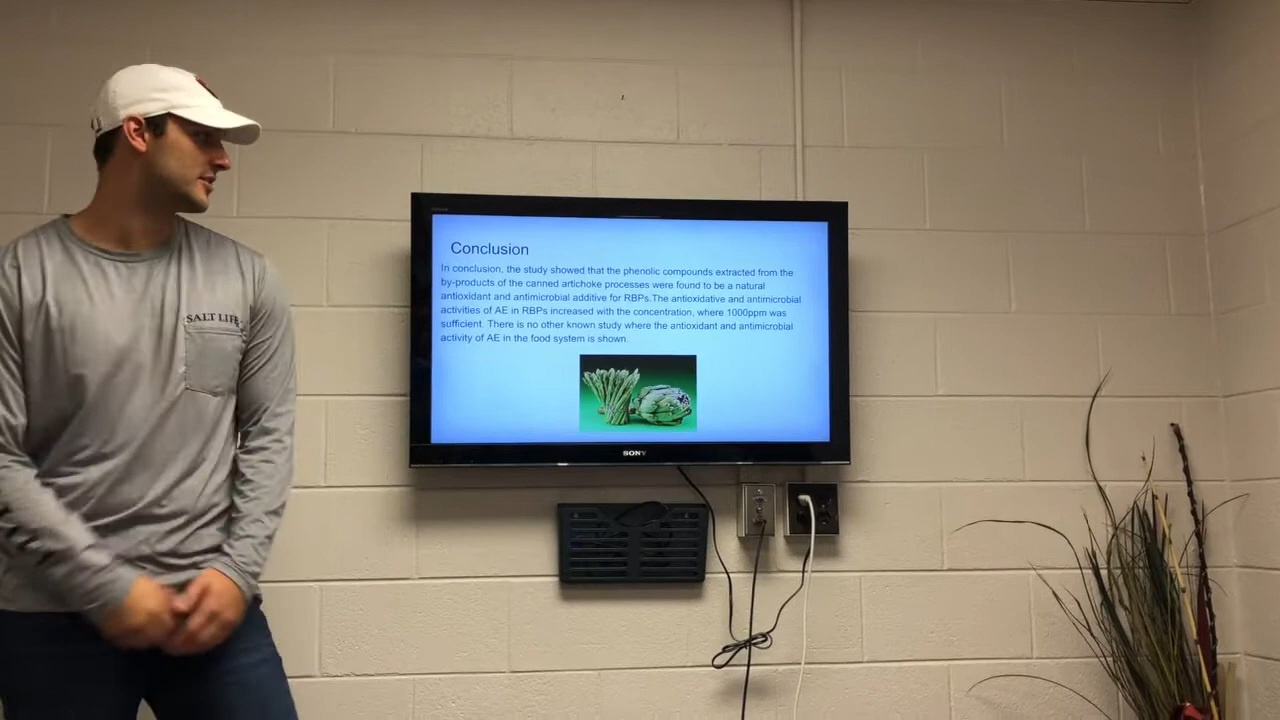 Conclusion
In conclusion, the study showed that the phenolic compounds extracted from the
by-products of the canned artichoke processes were found to be a natural
antioxidant and antimicrobial additive for RBPs.The antioxidative and antimicrobial
activities of AE in RBPs increased with the concentration, where 1000ppm was
sufficient. There is no other known study where the antioxidant and antimicrobial
activity of AE in the food system is shown.
SALT LIFE
SONY